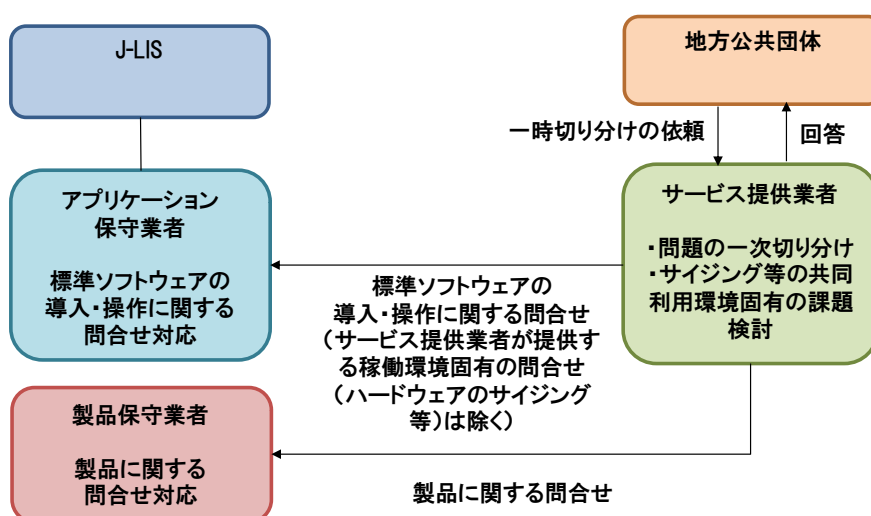 J-LIS
地方公共団体
一時切り分けの依頼
回答
アプリケーション
保守業者
標準ソフトウェアの
導入・操作に関する
問合せ対応
サービス提供業者
・問題の一次切り分け
・サイジング等の共同
利用環境固有の課題
検討
標準ソフトウェアの
導入・操作に関する問合せ
（サービス提供業者が提供す
る稼働環境固有の問合せ
（ハードウェアのサイジング
等）は除く）
製品保守業者
製品に関する
問合せ対応
製品に関する問合せ